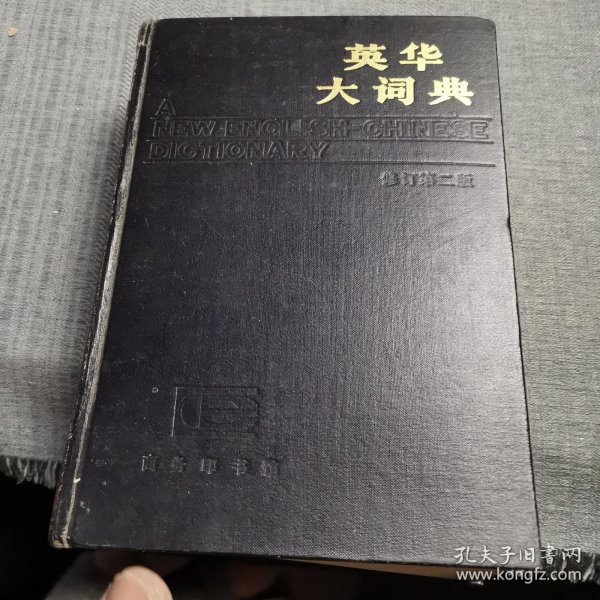 英华
大词典
A
NEW ENGLISH-CHINESE
DICTIONARY
修订第二版
商务印书馆
孔夫子旧书网
www.kongfz.com